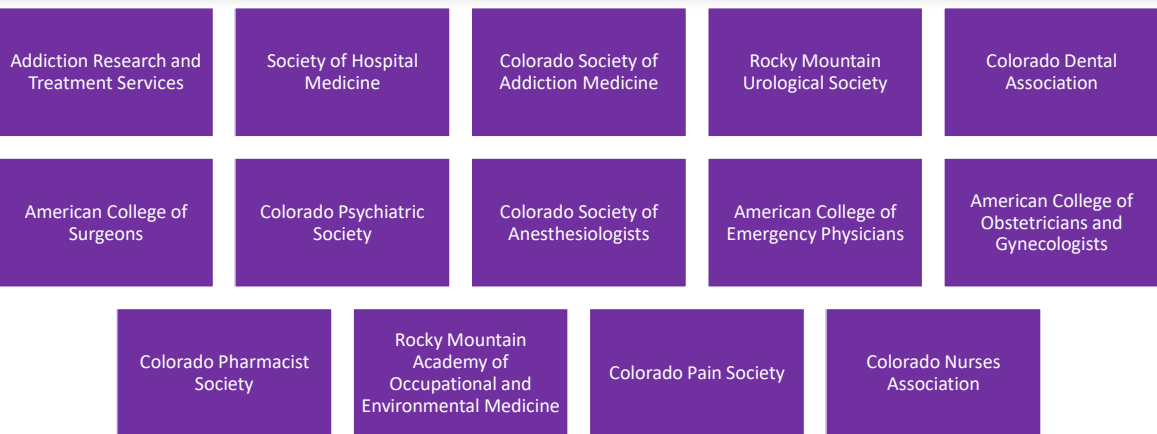 Addiction Research and
Treatment Services
Society of Hospital
Medicine
Colorado Society of
Addiction Medicine
Rocky Mountain
Urological Society
Colorado Dental
Association
American College of
Surgeons
Colorado Psychiatric
Society
Colorado Society of
Anesthesiologists
American College of
Emergency Physicians
American College of
Obstetricians and
Gynecologists
Colorado Pharmacist
Society
Rocky Mountain
Academy of
Occupational and
Environmental Medicine
Colorado Pain Society
Colorado Nurses
Association